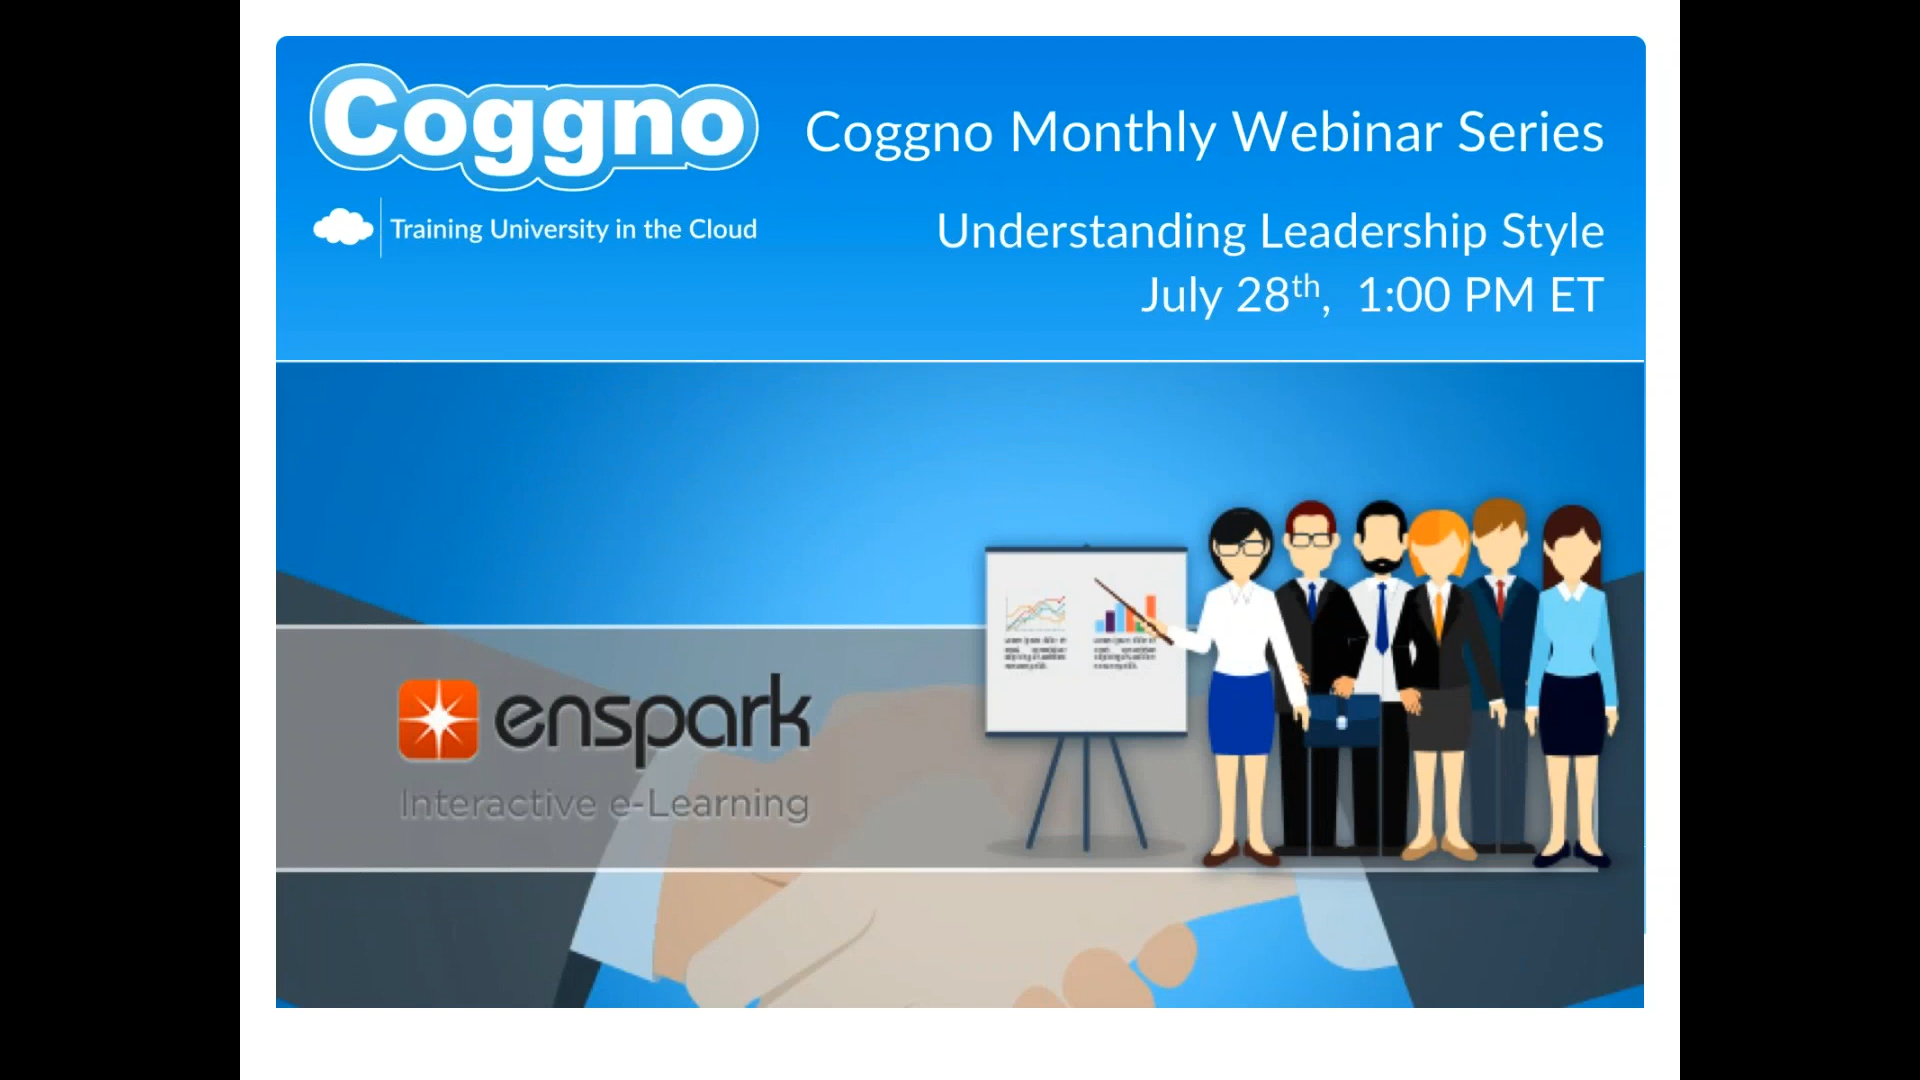 Coggno
Coggno Monthly Webinar Series
Training University in the Cloud
Understanding Leadership Style
July 28th, 1:00 PM ET
enspark
Interactive e-Learning